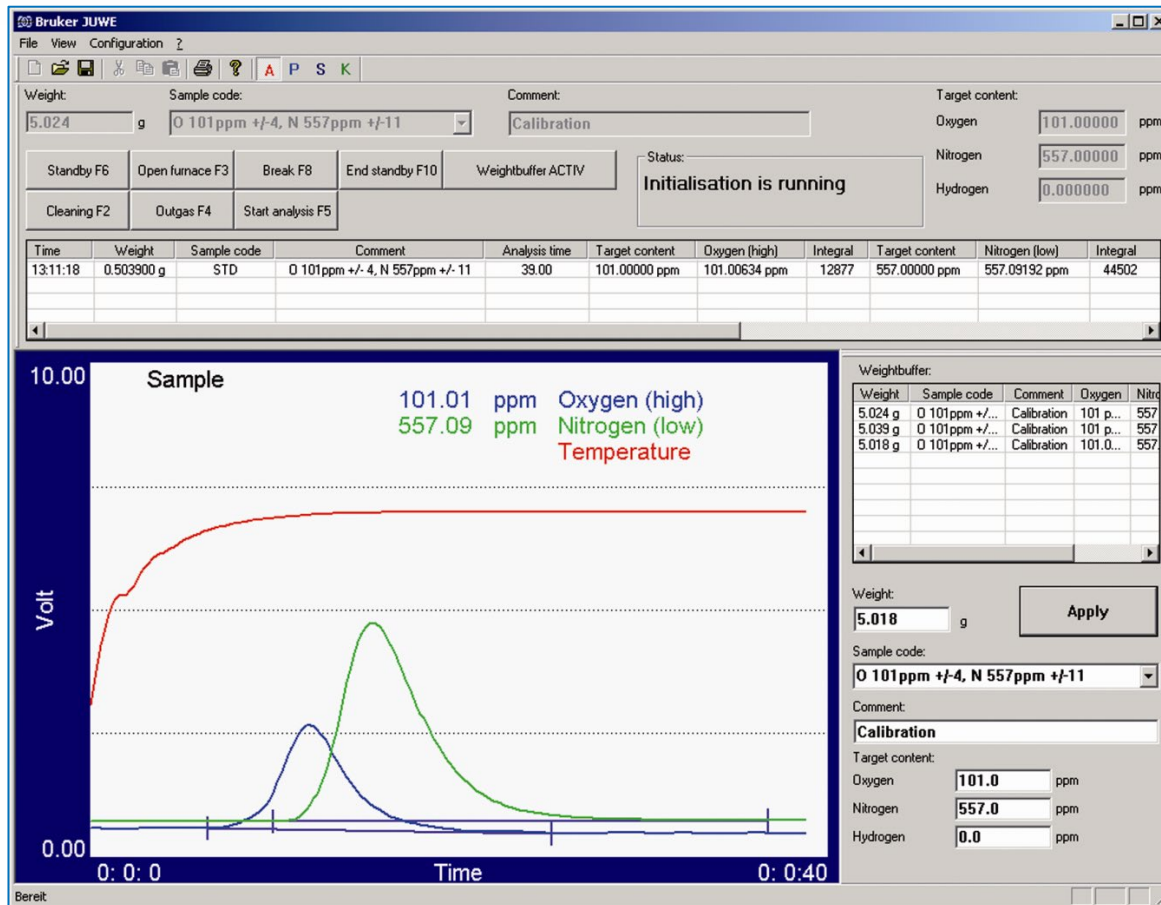 Bruker JUWE
File View Configuration ?
A P S K
Weight: Sample code: Comment: Target content:
5.024 g O 101ppm +/-4, N 557ppm +/-11 Calibration Oxygen 101.00000 ppm
Nitrogen 557.00000 ppm
Hydrogen 0.000000 ppm
Standby F6 Open furnace F3 Break F8 End standby F10 Weightbuffer ACTIV
Status:
Initialisation is running
Cleaning F2 Outgas F4 Start analysis F5
Time Weight Sample code Comment Analysis time Target content Oxygen (high) Integral Target content Nitrogen (low) Integral
13:11:18 0.503900 g STD O 101ppm +/- 4, N 557ppm +/- 11 39.00 101.00000 ppm 101.00634 ppm 12877 557.00000 ppm 557.09192 ppm 44502
10.00
Sample
101.01 ppm Oxygen (high)
557.09 ppm Nitrogen (low)
Temperature
Volt
0.00
0: 0: 0 Time 0: 0:40
Weightbuffer:
Weight Sample code Comment Oxygen Nitro
5.024 g O 101ppm +/... Calibration 101 p... 557
5.039 g O 101ppm +/... Calibration 101 p... 557
5.018 g O 101ppm +/... Calibration 101.0... 557.
Weight:
5.018 g Apply
Sample code:
O 101ppm +/-4, N 557ppm +/-11
Comment:
Calibration
Target content:
Oxygen 101.0 ppm
Nitrogen 557.0 ppm
Hydrogen 0.0 ppm
Bereit